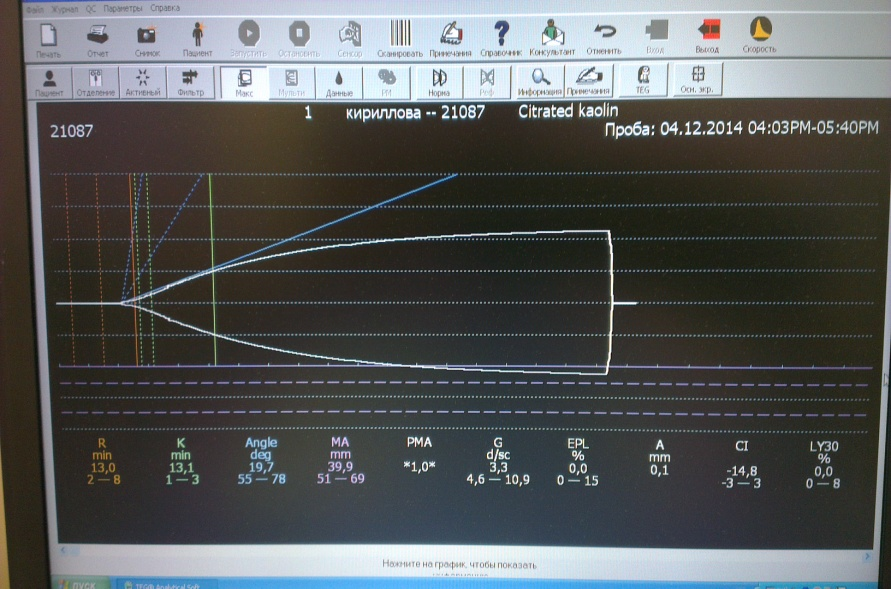 Файл Журнал QC Параметры Справка
Печать Отчет Снимок Пациент Запустить Остановить Сенсор Сканировать Примечания Справочник Консультант Отменить Вход Выход Скорость
Пациент Отделение Активный Фильтр Макс Мульти Данные РМ Норма Реф Информация Примечания TEG Осн. экр.
1 кириллова -- 21087 Citrated kaolin
21087
Проба: 04.12.2014 04:03PM-05:40PM
R K Angle MA PMA G EPL A CI LY30
min min deg mm d/sc % mm %
13,0 13,1 19,7 39,9 *1,0* 3,3 0,0 0,1 -14,8 0,0
2 — 8 1 — 3 55 — 78 51 — 69 4,6 — 10,9 0 — 15 -3 — 3 0 — 8
Нажмите на график, чтобы показать
пуск TEG® Analytical Soft